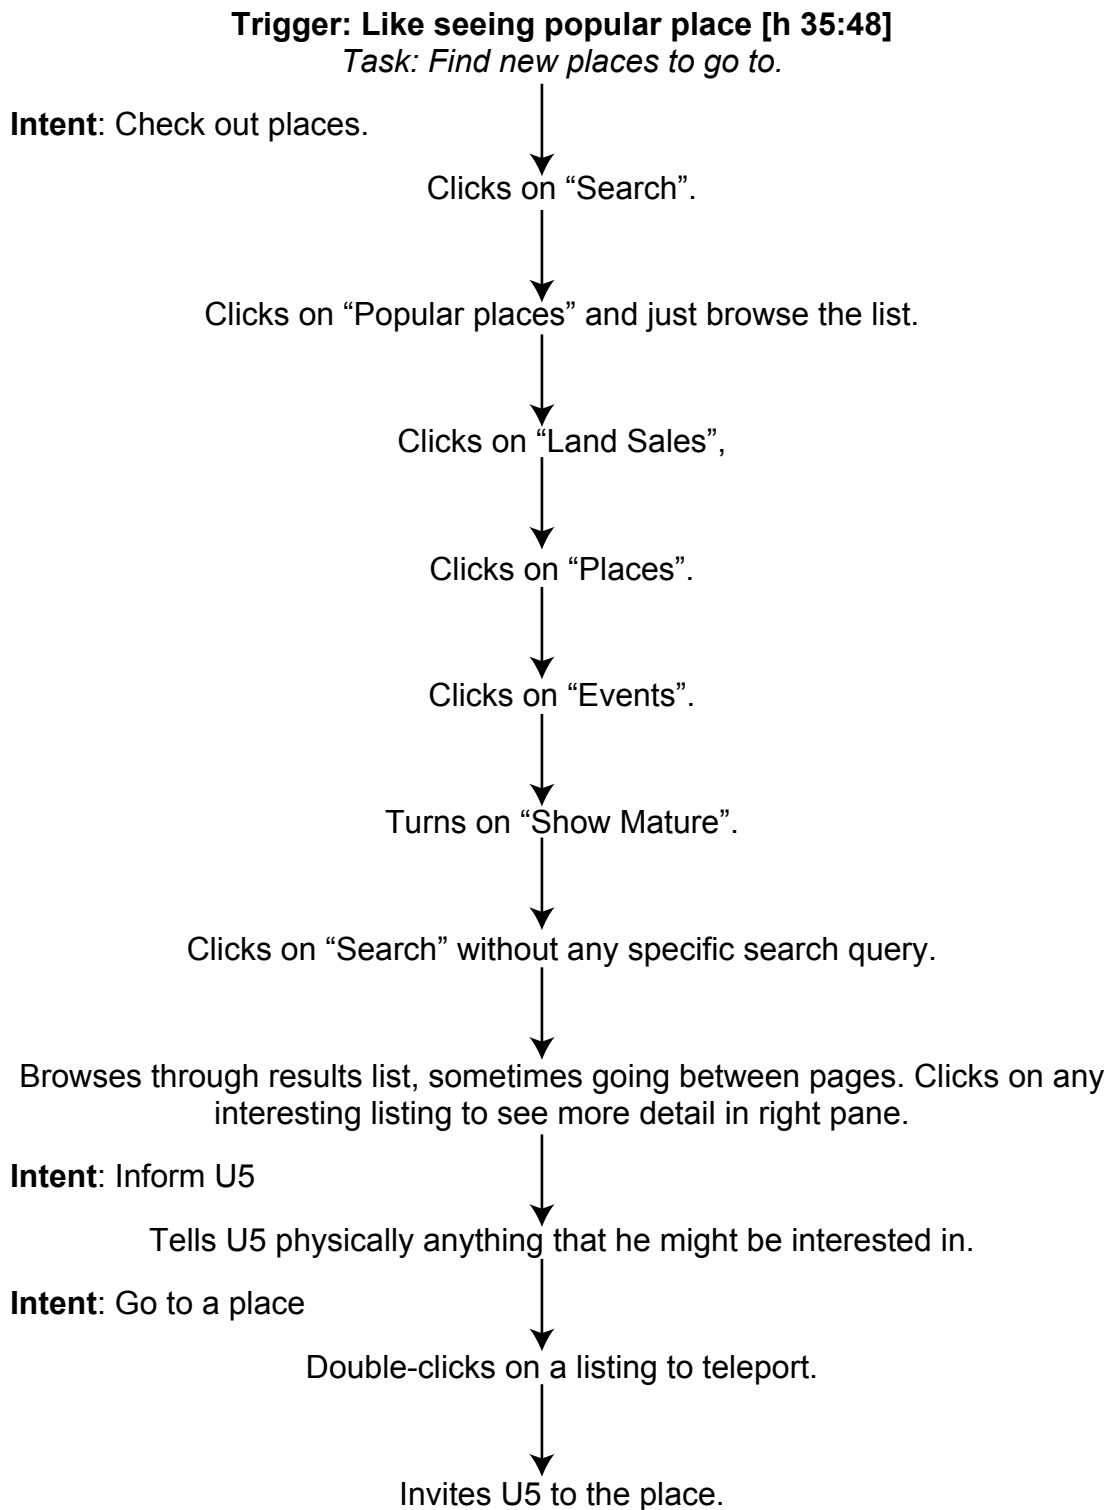 Trigger: Like seeing popular place [h 35:48]
Task: Find new places to go to.
Intent: Check out places.
Clicks on “Search”.
Clicks on “Popular places” and just browse the list.
Clicks on “Land Sales”,
Clicks on “Places”.
Clicks on “Events”.
Turns on “Show Mature”.
Clicks on “Search” without any specific search query.
Browses through results list, sometimes going between pages. Clicks on any
interesting listing to see more detail in right pane.
Intent: Inform U5
Tells U5 physically anything that he might be interested in.
Intent: Go to a place
Double-clicks on a listing to teleport.
Invites U5 to the place.